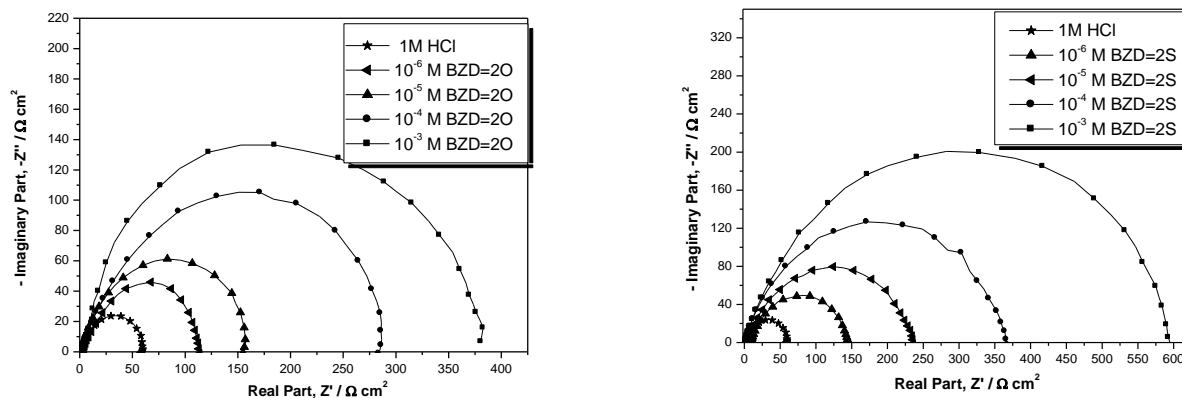 220
200
180
160
140
120
100
80
60
40
20
0
- Imaginary Part, -Z'' / Ω cm²
0 50 100 150 200 250 300 350 400
Real Part, Z' / Ω cm²
1M HCl
10⁻⁶ M BZD=2O
10⁻⁵ M BZD=2O
10⁻⁴ M BZD=2O
10⁻³ M BZD=2O
320
280
240
200
160
120
80
40
0
- Imaginary Part, -Z'' / Ω cm²
0 50 100 150 200 250 300 350 400 450 500 550 600
Real Part, Z' / Ω cm²
1M HCl
10⁻⁶ M BZD=2S
10⁻⁵ M BZD=2S
10⁻⁴ M BZD=2S
10⁻³ M BZD=2S